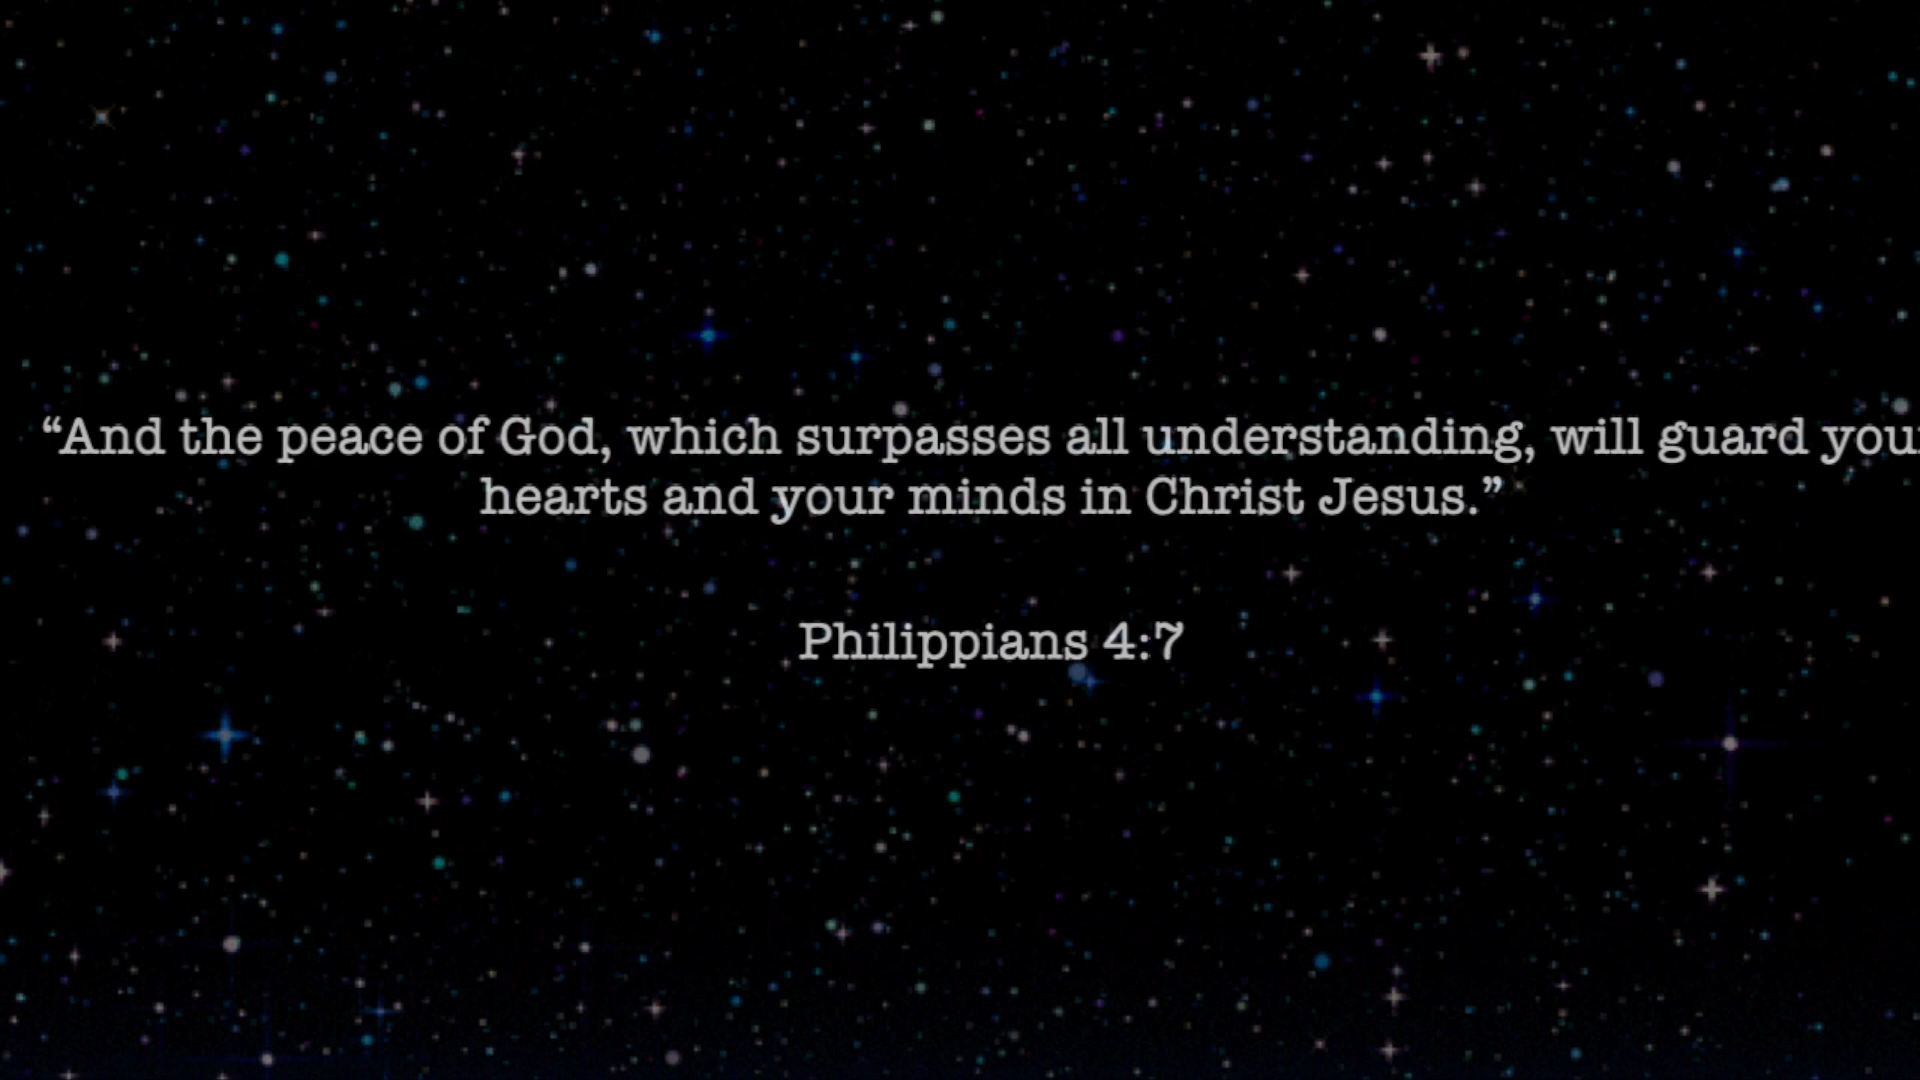 “And the peace of God, which surpasses all understanding, will guard your
hearts and your minds in Christ Jesus.”
Philippians 4:7